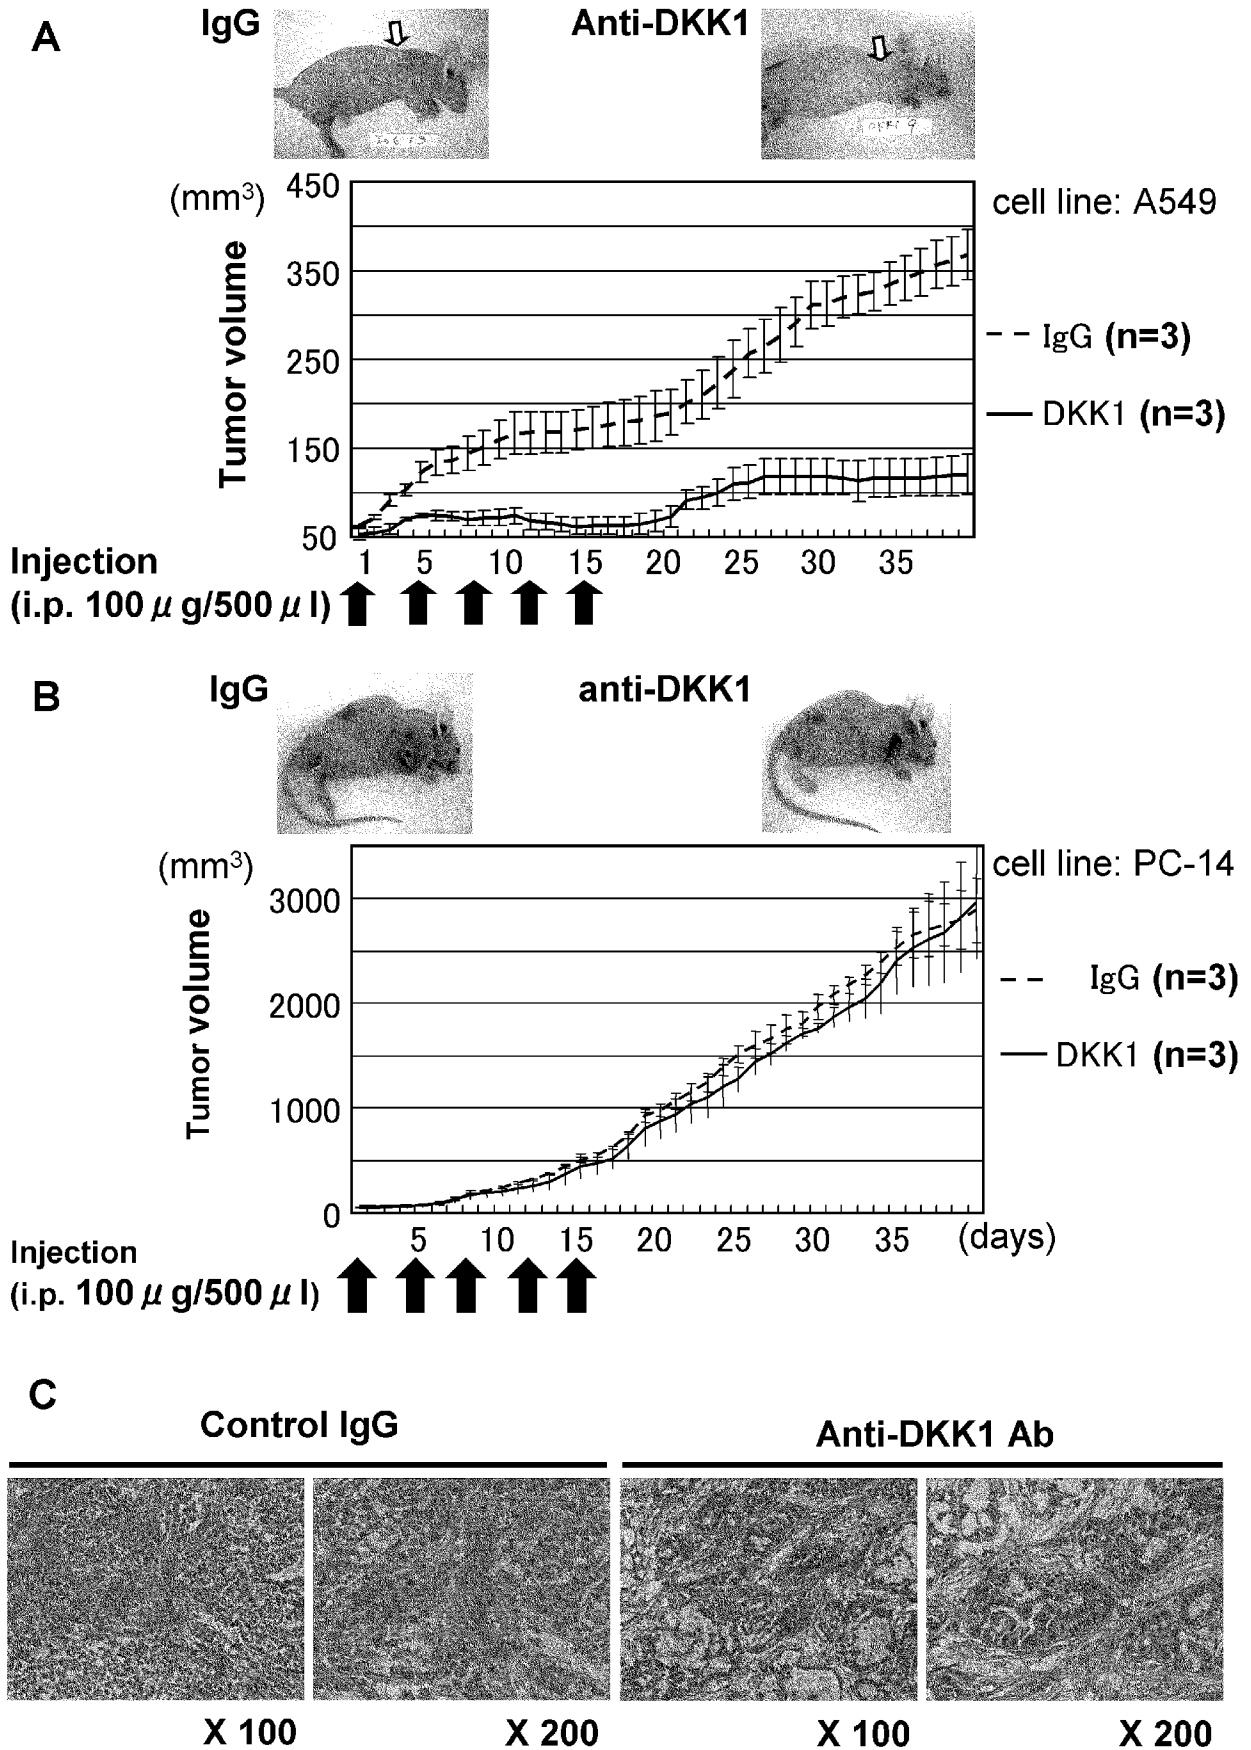 A
IgG
Anti-DKK1
(mm³)
Tumor volume
450
350
250
150
50
cell line: A549
IgG (n=3)
DKK1 (n=3)
1 5 10 15 20 25 30 35
Injection
(i.p. 100 μg/500 μl)
B
IgG
anti-DKK1
(mm³)
Tumor volume
3000
2000
1000
0
cell line: PC-14
IgG (n=3)
DKK1 (n=3)
5 10 15 20 25 30 35 (days)
Injection
(i.p. 100 μg/500 μl)
C
Control IgG
Anti-DKK1 Ab
X 100
X 200
X 100
X 200